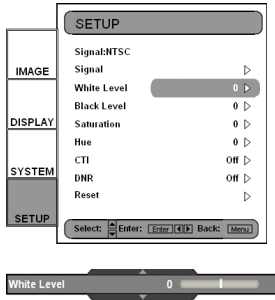 SETUP
Signal:NTSC
Signal
White Level 0
Black Level 0
Saturation 0
Hue 0
CTI Off
DNR Off
Reset
Select: Enter: Enter Back: Menu
IMAGE
DISPLAY
SYSTEM
SETUP
White Level 0